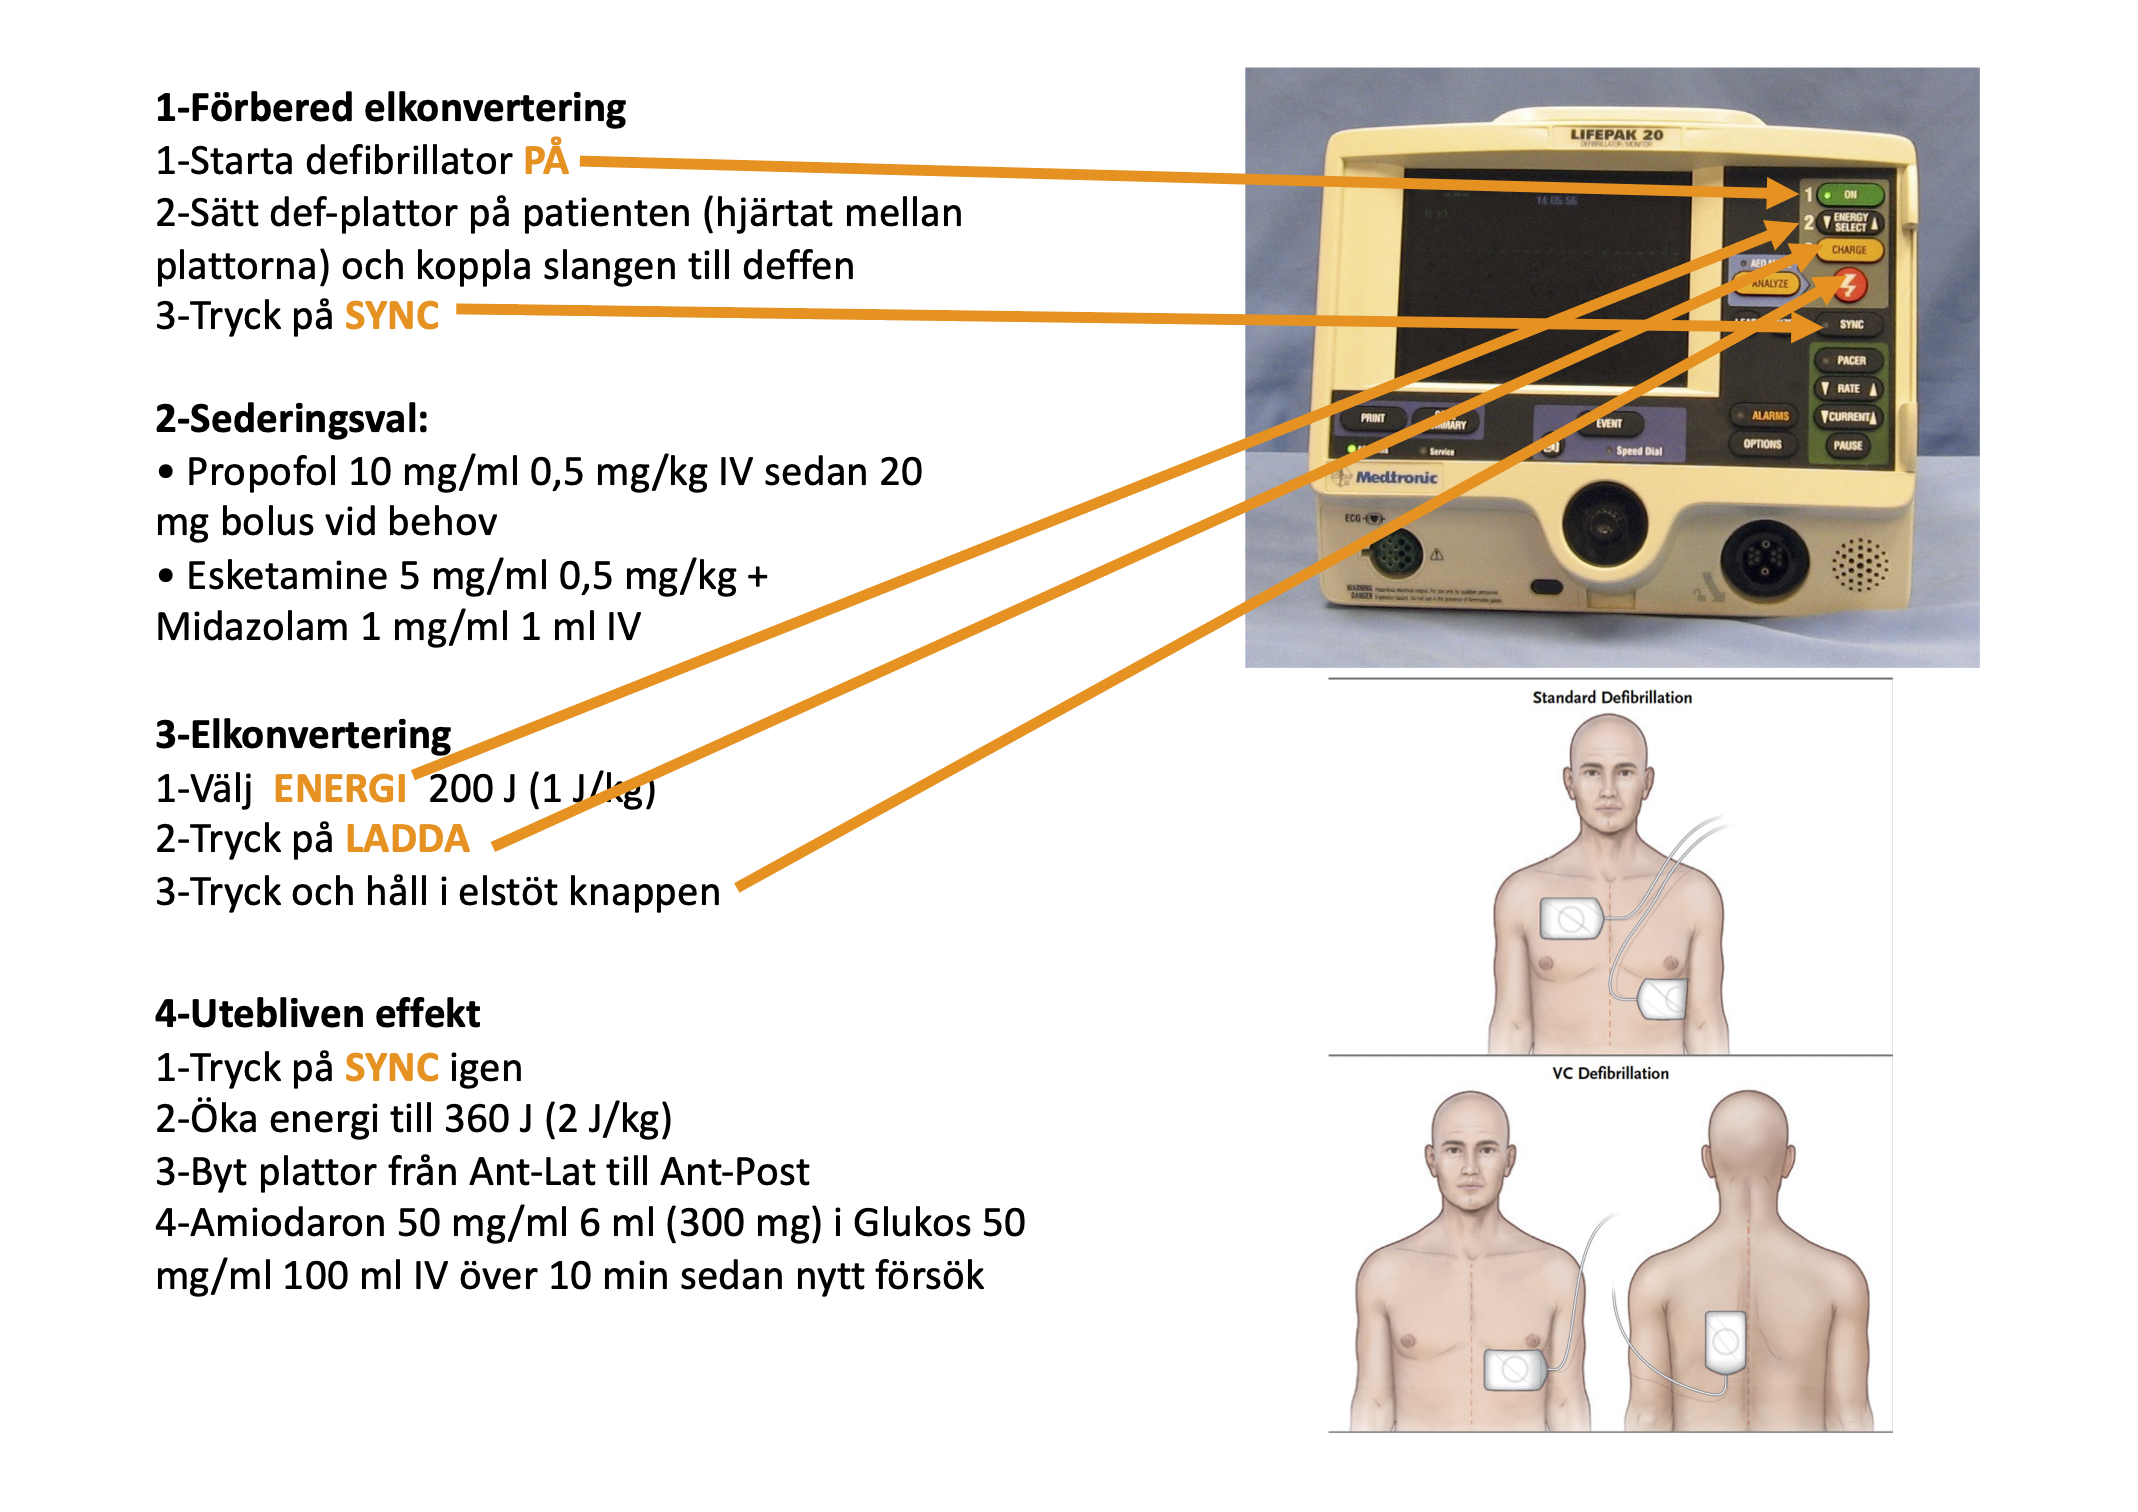 1-Förbered elkonvertering
1-Starta defibrillator PÅ
2-Sätt def-plattor på patienten (hjärtat mellan
plattorna) och koppla slangen till deffen
3-Tryck på SYNC
2-Sederingsval:
• Propofol 10 mg/ml 0,5 mg/kg IV sedan 20
mg bolus vid behov
• Esketamine 5 mg/ml 0,5 mg/kg +
Midazolam 1 mg/ml 1 ml IV
3-Elkonvertering
1-Välj ENERGI 200 J (1 J/kg)
2-Tryck på LADDA
3-Tryck och håll i elstöt knappen
4-Utebliven effekt
1-Tryck på SYNC igen
2-Öka energi till 360 J (2 J/kg)
3-Byt plattor från Ant-Lat till Ant-Post
4-Amiodaron 50 mg/ml 6 ml (300 mg) i Glukos 50
mg/ml 100 ml IV över 10 min sedan nytt försök
LIFEPAK 20
DEFIBRILLATOR/MONITOR
14:05:56
1 ON
2 ENERGY
SELECT
CHARGE
ANALYZE
SYNC
PACER
RATE
CURRENT
PAUSE
ALARMS
OPTIONS
PRINT
EVENT
Service
Speed Dial
Medtronic
ECG
WARNING
DANGER
Standard Defibrillation
VC Defibrillation